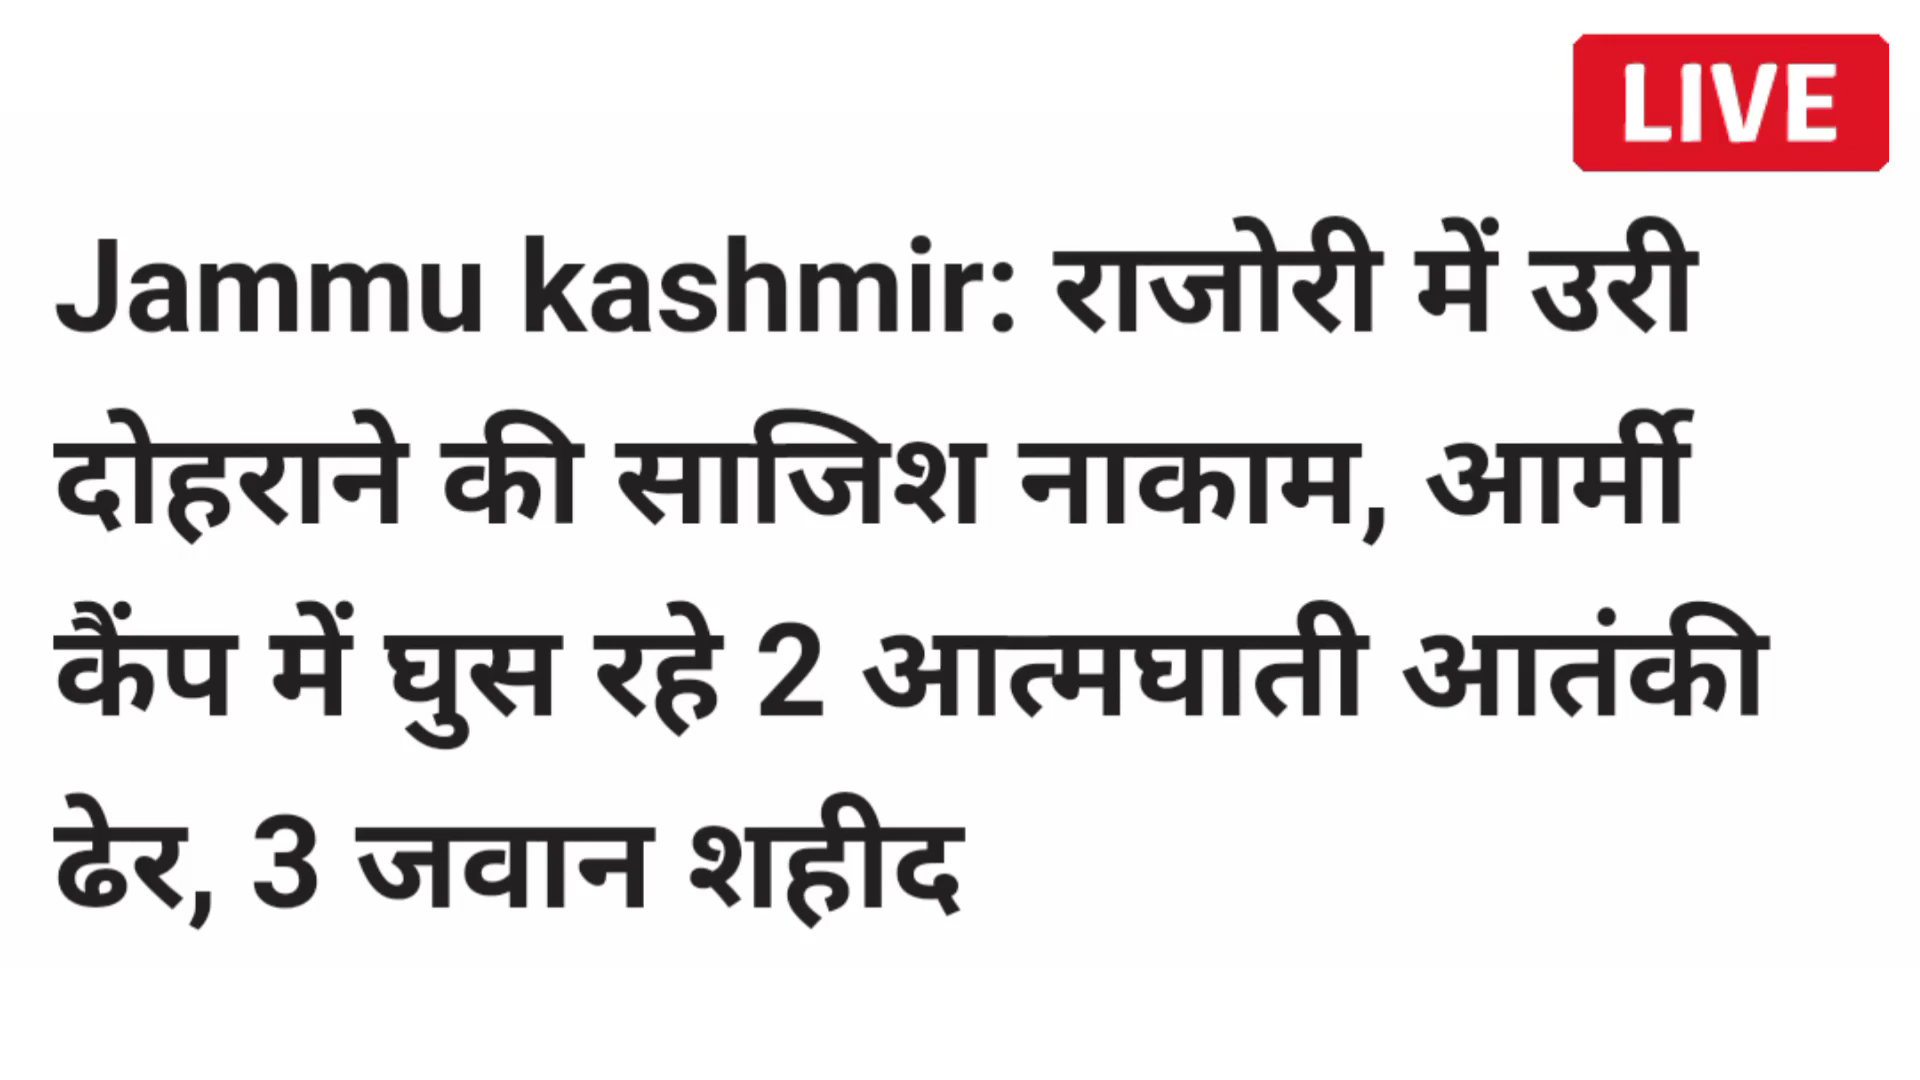 LIVE
Jammu kashmir: राजोरी में उरी
दोहराने की साजिश नाकाम, आर्मी
कैंप में घुस रहे 2 आत्मघाती आतंकी
ढेर, 3 जवान शहीद